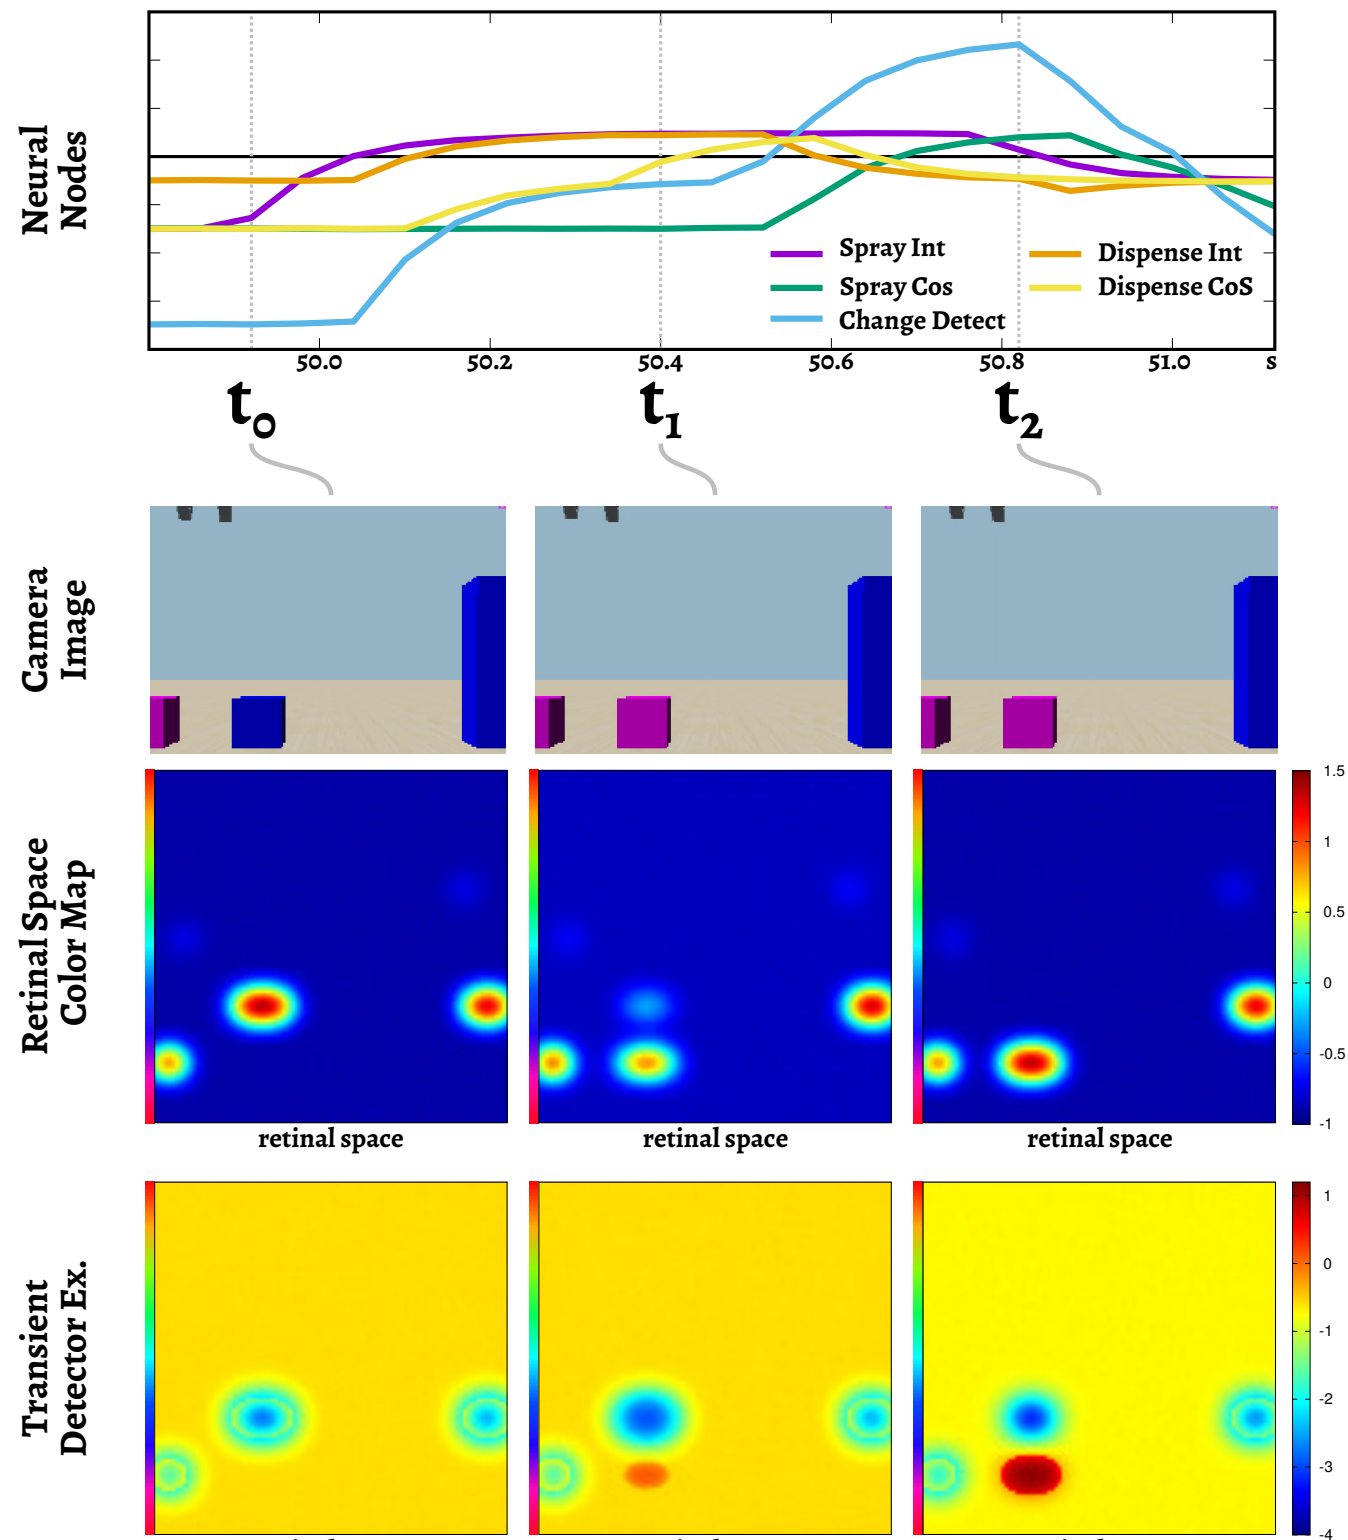 Neural
Nodes
Spray Int
Dispense Int
Spray Cos
Dispense CoS
Change Detect
50.0 50.2 50.4 50.6 50.8 51.0 s
t0 t1 t2
Camera
Image
Retinal Space
Color Map
1.5
1
0.5
0
-0.5
-1
retinal space retinal space retinal space
Transient
Detector Ex.
1
0
-1
-2
-3
-4